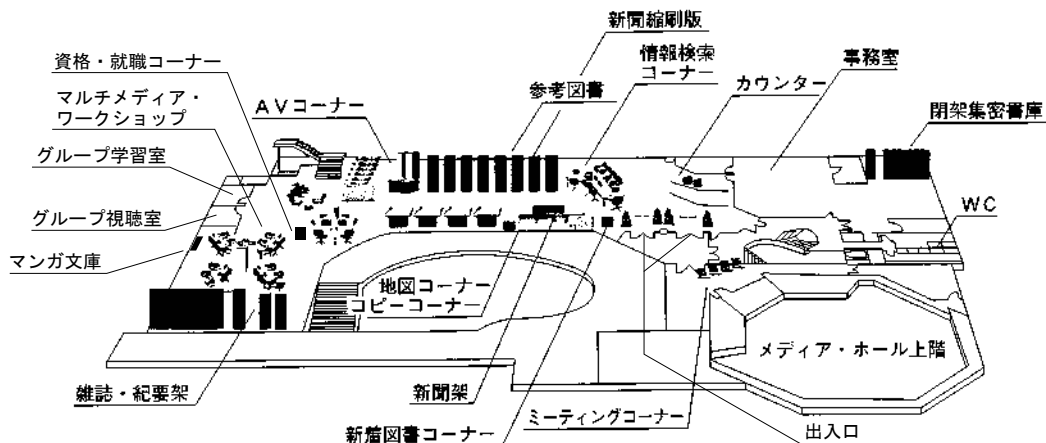 新聞縮刷版
資格・就職コーナー
情報検索
コーナー
事務室
マルチメディア・
ワークショップ
AVコーナー
参考図書
カウンター
閉架集密書庫
グループ学習室
グループ視聴室
WC
マンガ文庫
地図コーナー
コピーコーナー
メディア・ホール上階
雑誌・紀要架
新聞架
ミーティングコーナー
新着図書コーナー
出入口